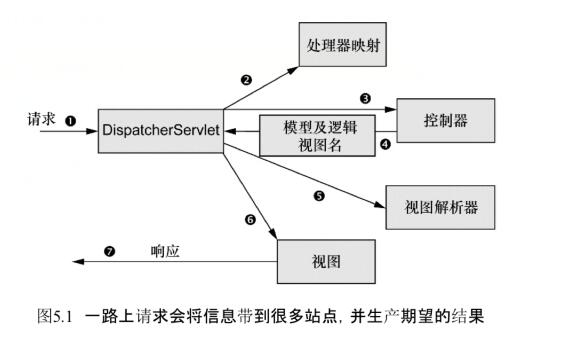 处理器映射
❷
❸
请求 ❶
DispatcherServlet
模型及逻辑
视图名
❹
控制器
❺
视图解析器
❻
❼ 响应
视图
图5.1 一路上请求会将信息带到很多站点，并生产期望的结果